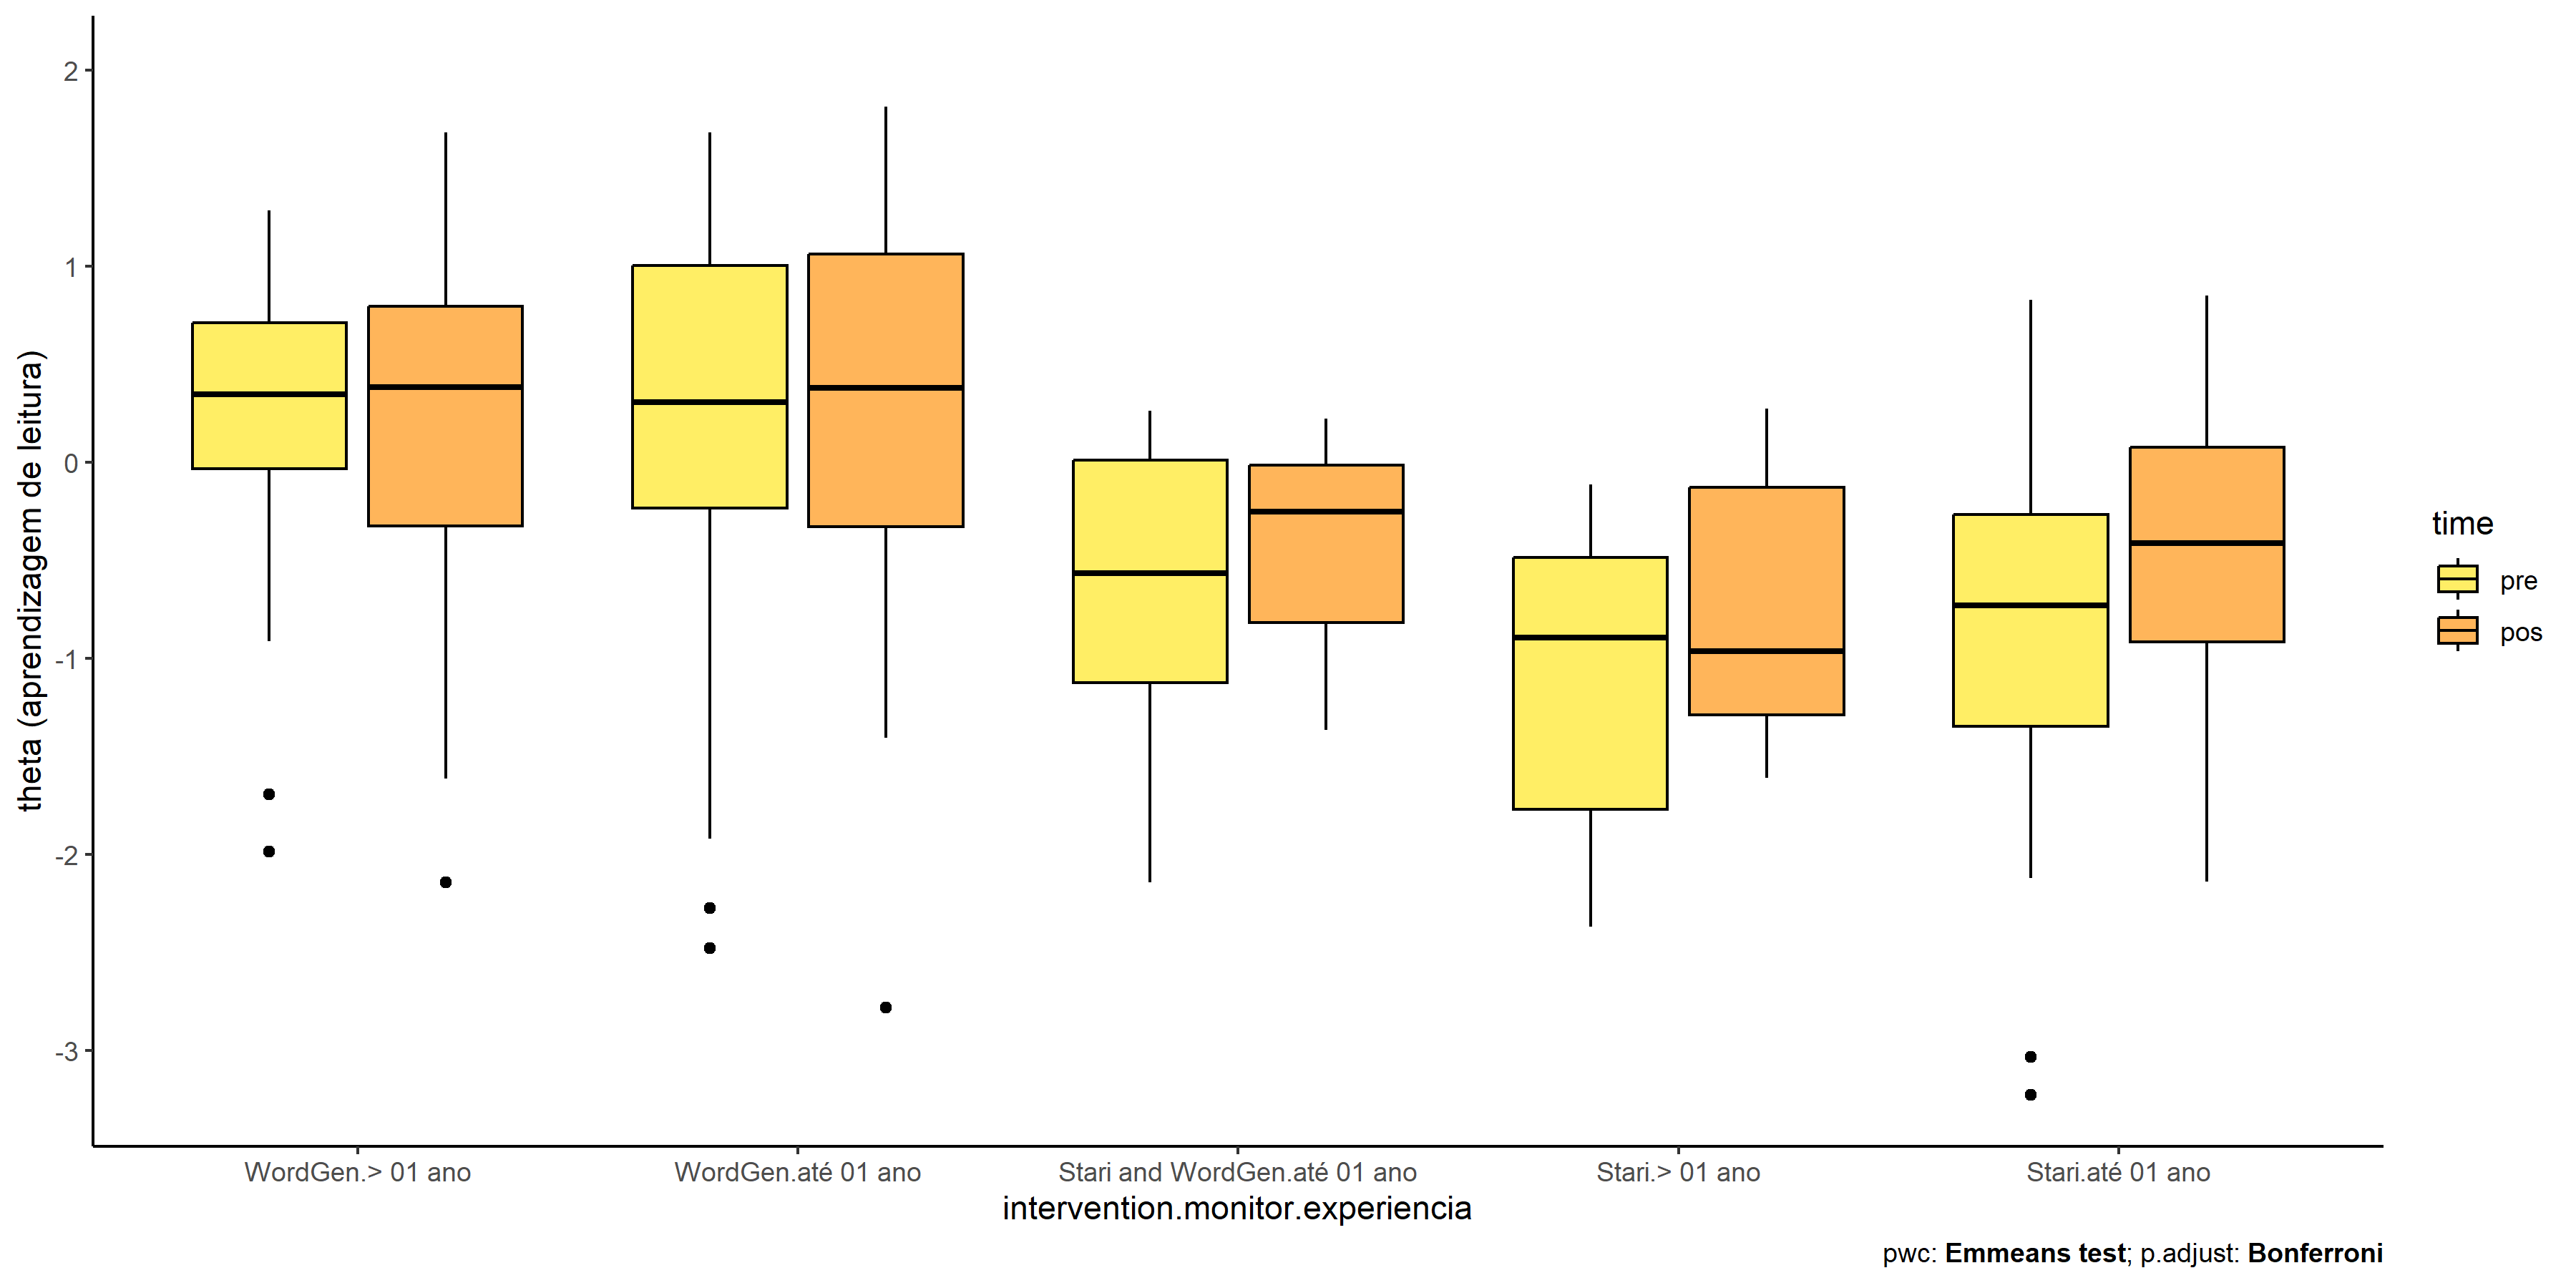 theta (aprendizagem de leitura)
2
1
0
-1
-2
-3
WordGen.> 01 ano
WordGen.até 01 ano
Stari and WordGen.até 01 ano
Stari.> 01 ano
Stari.até 01 ano
intervention.monitor.experiencia
time
pre
pos
pwc: Emmeans test; p.adjust: Bonferroni